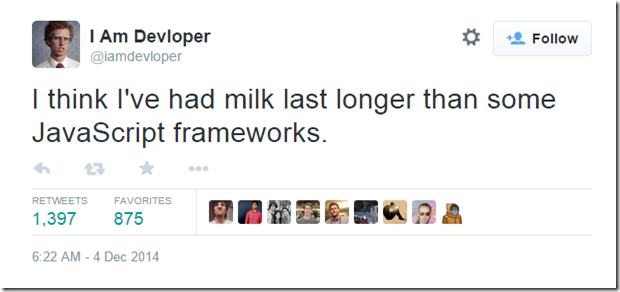 I Am Devloper
@iamdevloper
Follow
I think I've had milk last longer than some
JavaScript frameworks.
RETWEETS
FAVORITES
1,397
875
6:22 AM - 4 Dec 2014